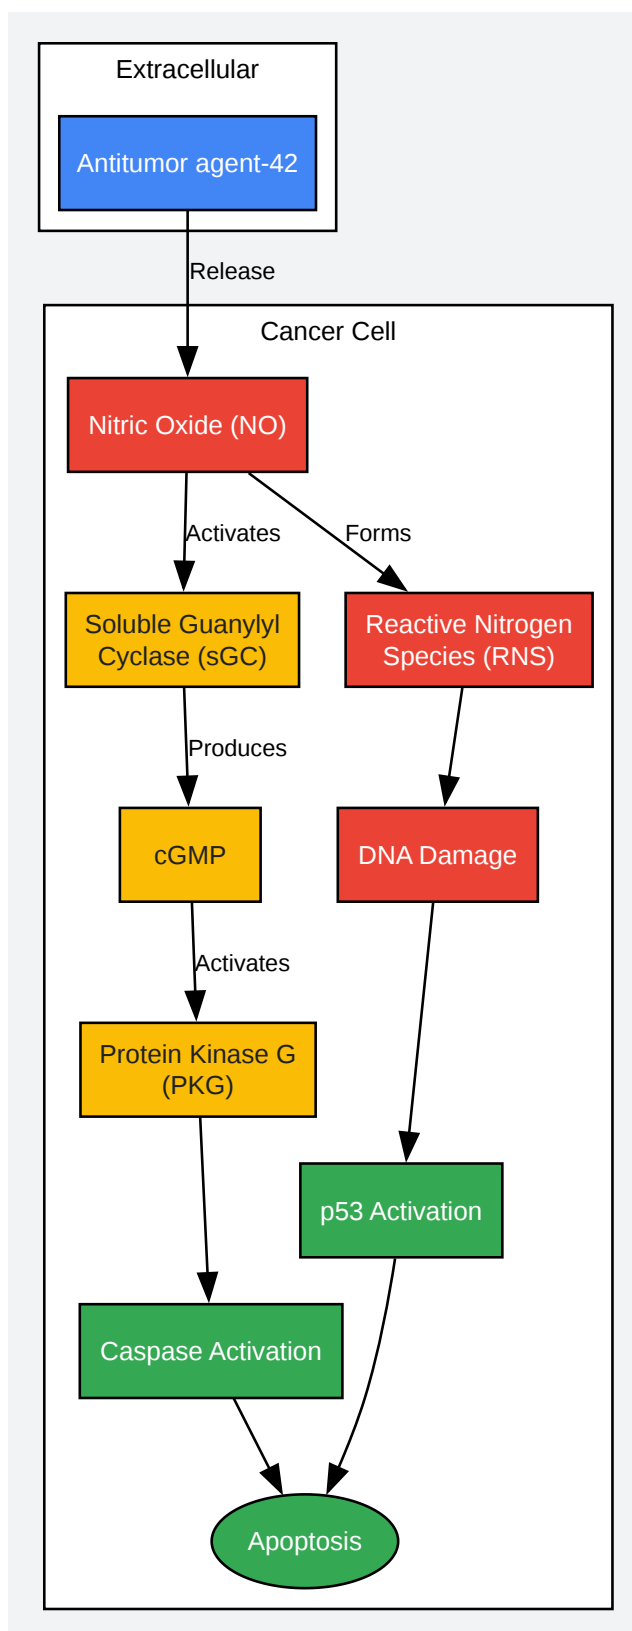 Extracellular
Antitumor agent-42
Release
Cancer Cell
Nitric Oxide (NO)
Activates
Forms
Soluble Guanylyl
Cyclase (sGC)
Reactive Nitrogen
Species (RNS)
Produces
cGMP
DNA Damage
Activates
Protein Kinase G
(PKG)
p53 Activation
Caspase Activation
Apoptosis